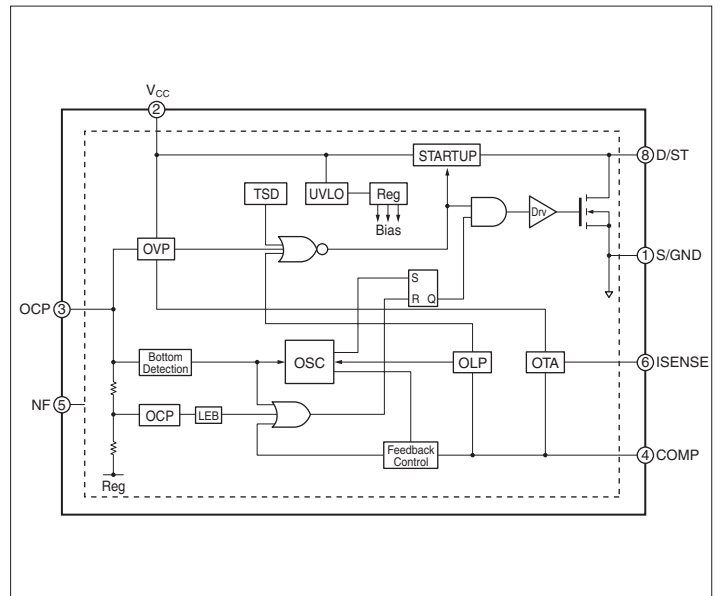 VCC
②
STARTUP
⑧ D/ST
TSD
UVLO
Reg
Drv
Bias
OVP
① S/GND
S
R Q
OCP ③
Bottom
Detection
OSC
OLP
OTA
⑥ ISENSE
NF ⑤
OCP
LEB
Feedback
Control
④ COMP
Reg